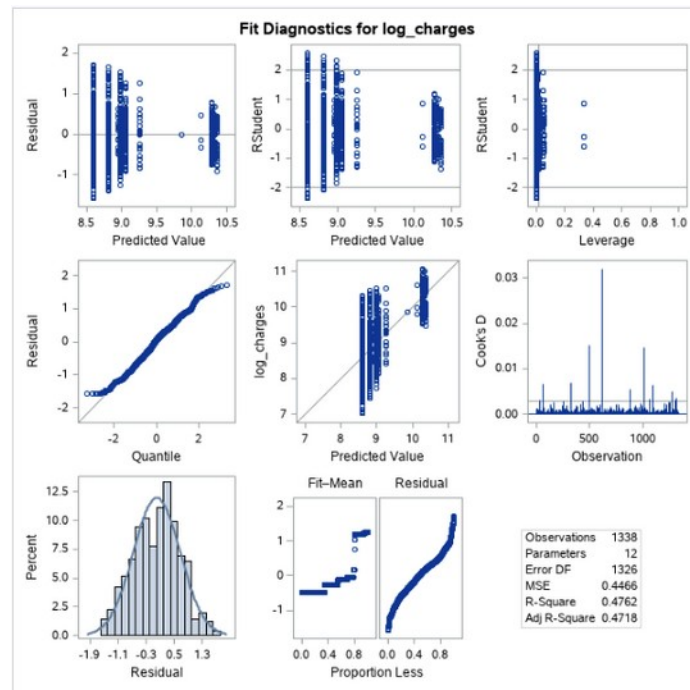 Fit Diagnostics for log_charges
2
1
0
-1
Residual
8.5 9.0 9.5 10.0 10.5
Predicted Value
2
1
0
-1
-2
RStudent
8.5 9.0 9.5 10.0 10.5
Predicted Value
2
1
0
-1
-2
RStudent
0.0 0.2 0.4 0.6 0.8 1.0
Leverage
2
1
0
-1
-2
Residual
-2 0 2
Quantile
11
10
9
8
7
log_charges
7 8 9 10 11
Predicted Value
0.03
0.02
0.01
0.00
Cook's D
0 500 1000
Observation
12.5
10.0
7.5
5.0
2.5
0.0
Percent
-1.9 -1.1 -0.3 0.5 1.3
Residual
Fit–Mean Residual
2
1
0
-1
0.0 0.4 0.8 0.0 0.4 0.8
Proportion Less
Observations 1338
Parameters 12
Error DF 1326
MSE 0.4466
R-Square 0.4762
Adj R-Square 0.4718